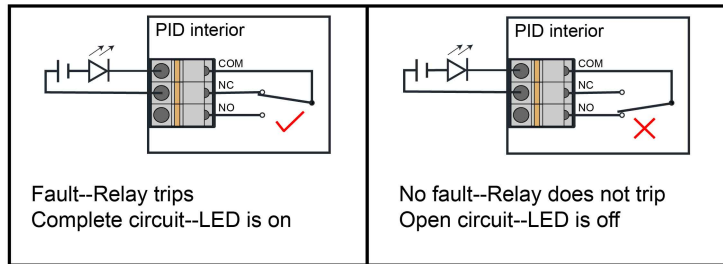 PID interior
COM
NC
NO
Fault--Relay trips
Complete circuit--LED is on
PID interior
COM
NC
NO
No fault--Relay does not trip
Open circuit--LED is off